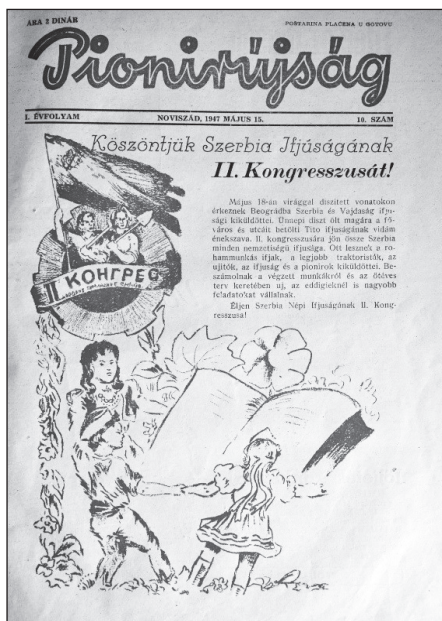 ÁRA 2 DINÁR
POŠTARINA PLAĆENA U GOTOVU
Pionirújság
I. ÉVFOLYAM
NOVISZÁD, 1947 MÁJUS 15.
10. SZÁM
Köszöntjük Szerbia Ifjúságának
II. Kongresszusát!
Május 18-án virággal díszített vonatokon
érkeznek Beográdba Szerbia és Vajdaság ifju-
sági kiküldöttei. Ünnepi díszt ölt magára a fő-
város és utcáit betölti Tito ifjuságának vidám
énekszava. II. kongresszusára jön össze Szerbia
minden nemzetiségű ifjusága. Ott lesznek a ro-
hammunkás ifjak, a legjobb traktoristák, az
ujítók, az ifjuság és a pionirok kiküldöttei. Be-
számolnak a végzett munkákról és az ötéves
terv keretében uj, az eddigieknél is nagyobb
feladatokat vállalnak.
Éljen Szerbia Népi Ifjuságának II. Kong-
resszusa!
II КОНГРЕС